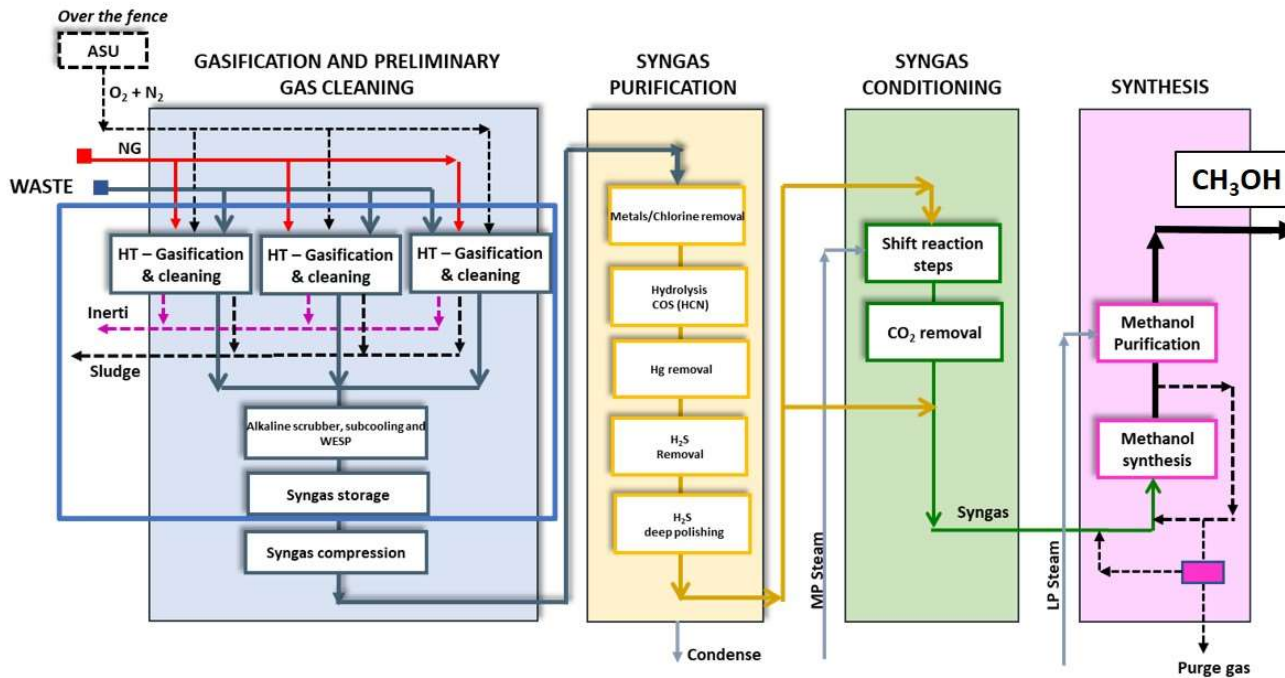 Over the fence
ASU
O₂ + N₂
GASIFICATION AND PRELIMINARY
GAS CLEANING
NG
WASTE
HT – Gasification
& cleaning
HT – Gasification
& cleaning
HT – Gasification
& cleaning
Inerti
Sludge
Alkaline scrubber, subcooling and
WESP
Syngas storage
Syngas compression
SYNGAS
PURIFICATION
Metals/Chlorine removal
Hydrolysis
COS (HCN)
Hg removal
H₂S
Removal
H₂S
deep polishing
Condense
SYNGAS
CONDITIONING
MP Steam
Shift reaction
steps
CO₂ removal
Syngas
SYNTHESIS
CH₃OH
LP Steam
Methanol
Purification
Methanol
synthesis
Purge gas